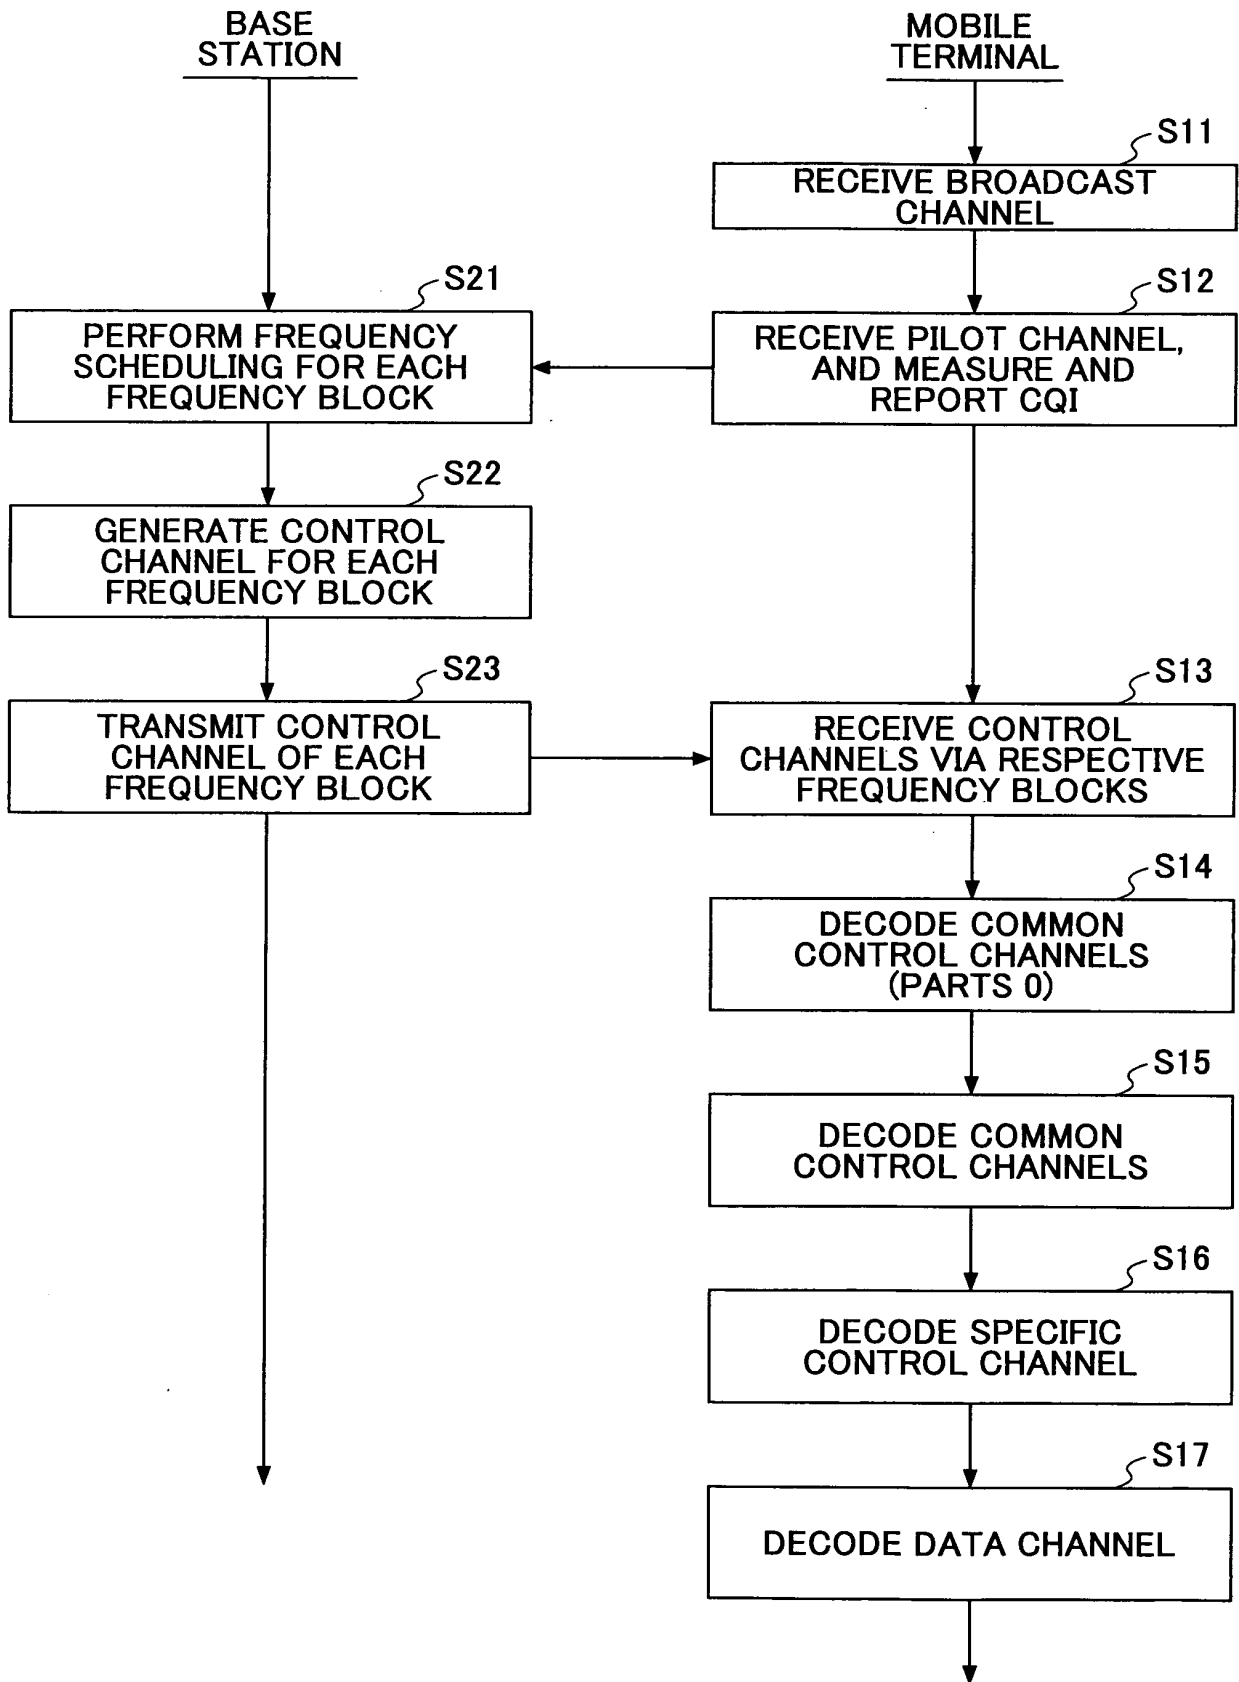 BASE
STATION
MOBILE
TERMINAL
S11
RECEIVE BROADCAST
CHANNEL
S21
PERFORM FREQUENCY
SCHEDULING FOR EACH
FREQUENCY BLOCK
S12
RECEIVE PILOT CHANNEL,
AND MEASURE AND
REPORT CQI
S22
GENERATE CONTROL
CHANNEL FOR EACH
FREQUENCY BLOCK
S23
TRANSMIT CONTROL
CHANNEL OF EACH
FREQUENCY BLOCK
S13
RECEIVE CONTROL
CHANNELS VIA RESPECTIVE
FREQUENCY BLOCKS
S14
DECODE COMMON
CONTROL CHANNELS
(PARTS 0)
S15
DECODE COMMON
CONTROL CHANNELS
S16
DECODE SPECIFIC
CONTROL CHANNEL
S17
DECODE DATA CHANNEL